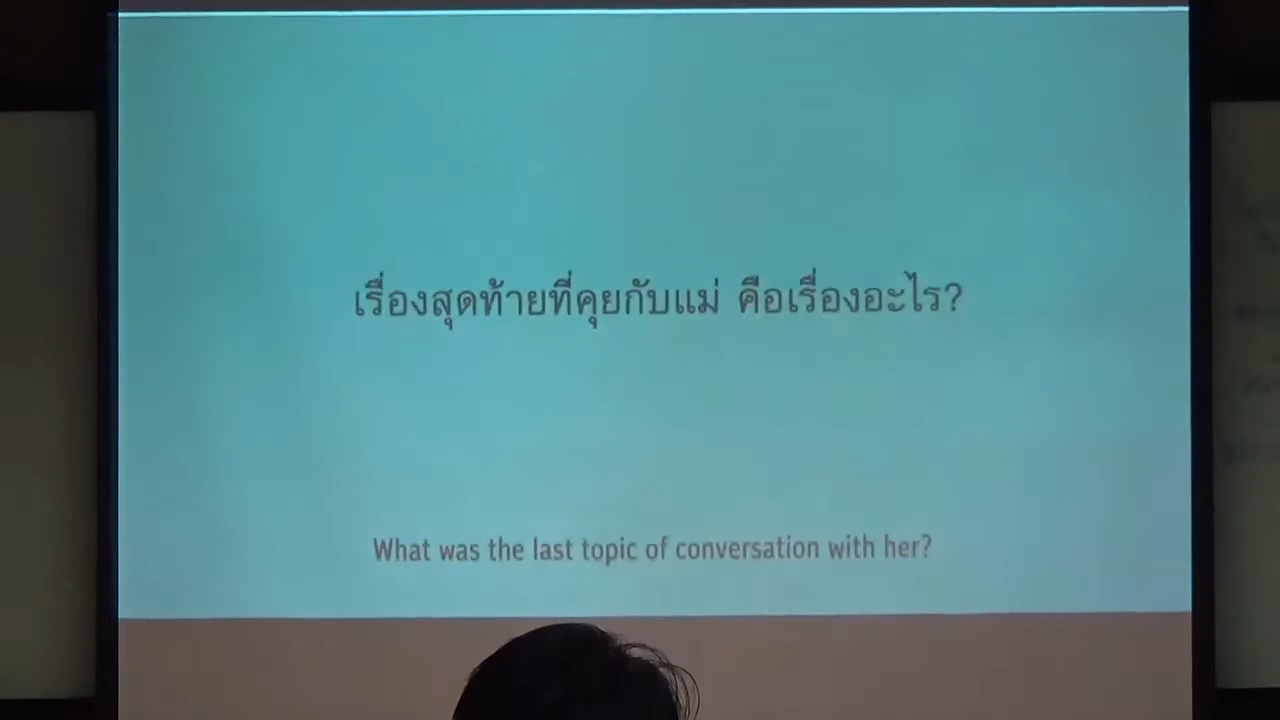 เรื่องสุดท้ายที่คุยกับแม่ คือเรื่องอะไร?
What was the last topic of conversation with her?